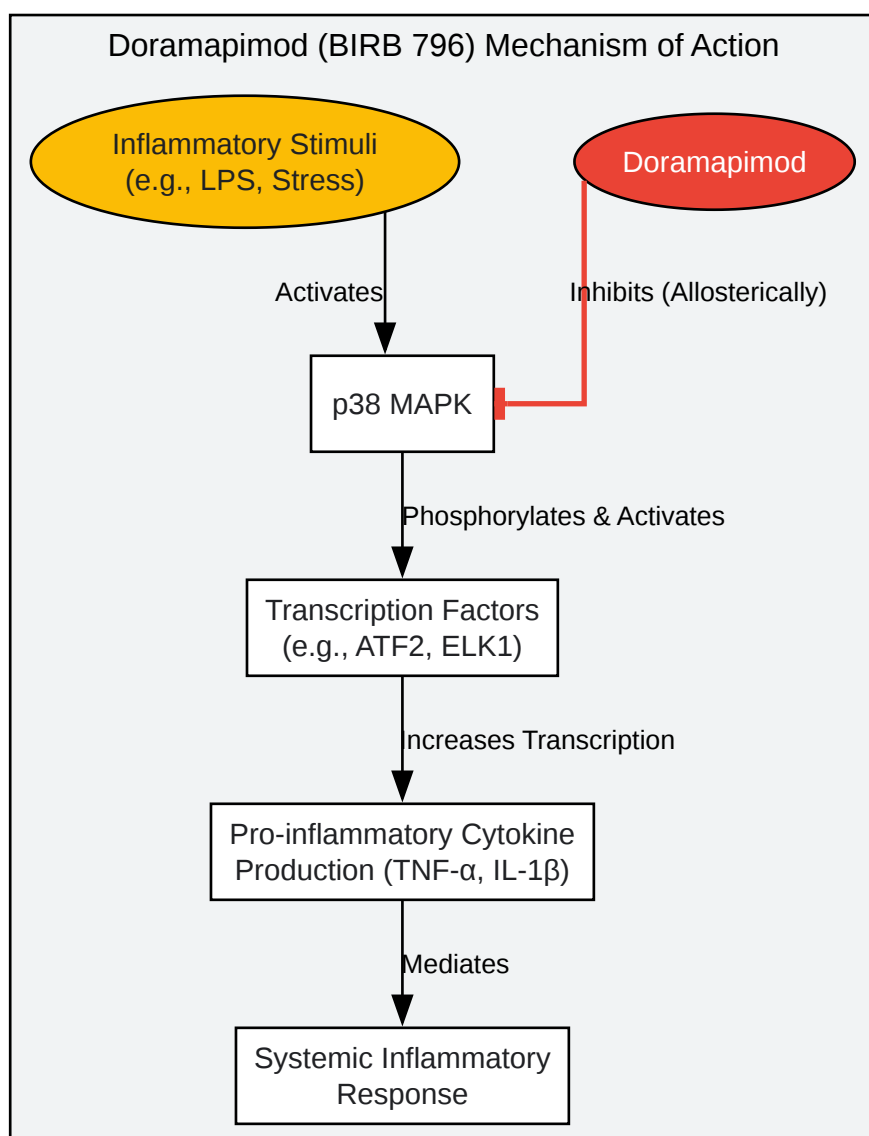 Doramapimod (BIRB 796) Mechanism of Action
Inflammatory Stimuli
(e.g., LPS, Stress)
Doramapimod
Activates
Inhibits (Allosterically)
p38 MAPK
Phosphorylates & Activates
Transcription Factors
(e.g., ATF2, ELK1)
Increases Transcription
Pro-inflammatory Cytokine
Production (TNF-α, IL-1β)
Mediates
Systemic Inflammatory
Response